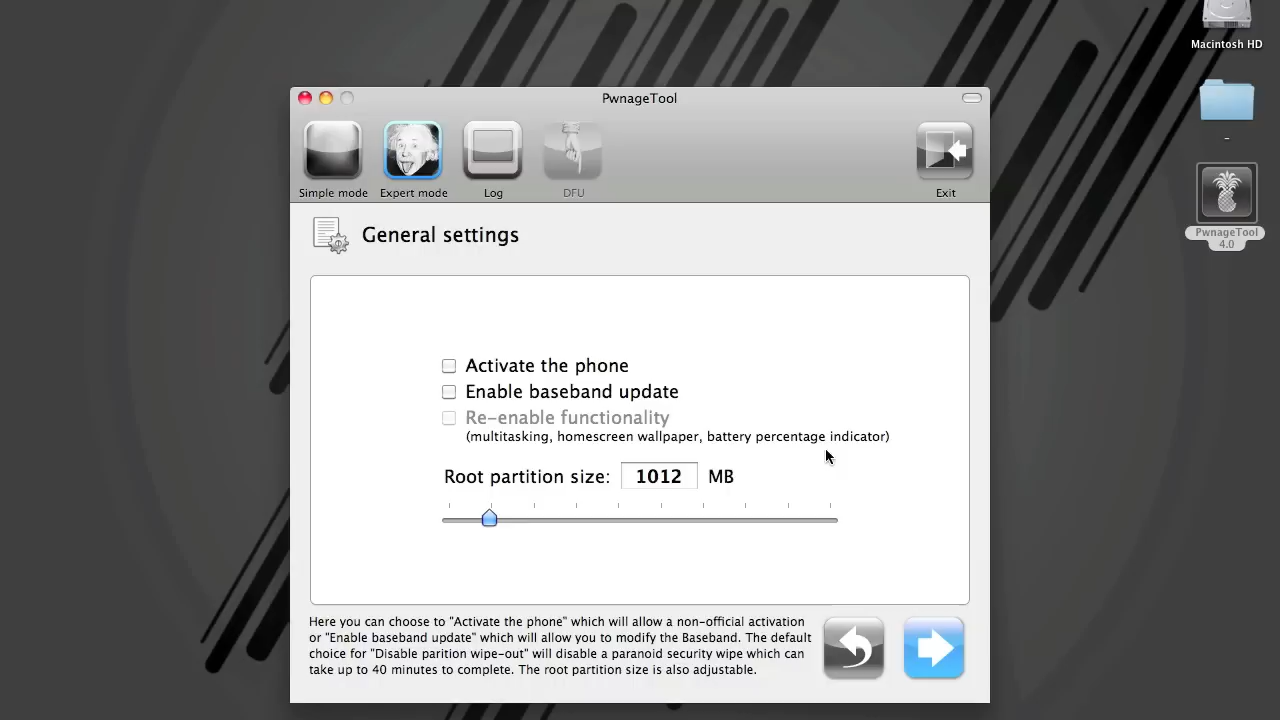 Macintosh HD
-
PwnageTool
4.0
PwnageTool
Simple mode
Expert mode
Log
DFU
Exit
General settings
Activate the phone
Enable baseband update
Re-enable functionality
(multitasking, homescreen wallpaper, battery percentage indicator)
Root partition size: 1012 MB
Here you can choose to "Activate the phone" which will allow a non-official activation
or "Enable baseband update" which will allow you to modify the Baseband. The default
choice for "Disable parition wipe-out" will disable a paranoid security wipe which can
take up to 40 minutes to complete. The root partition size is also adjustable.